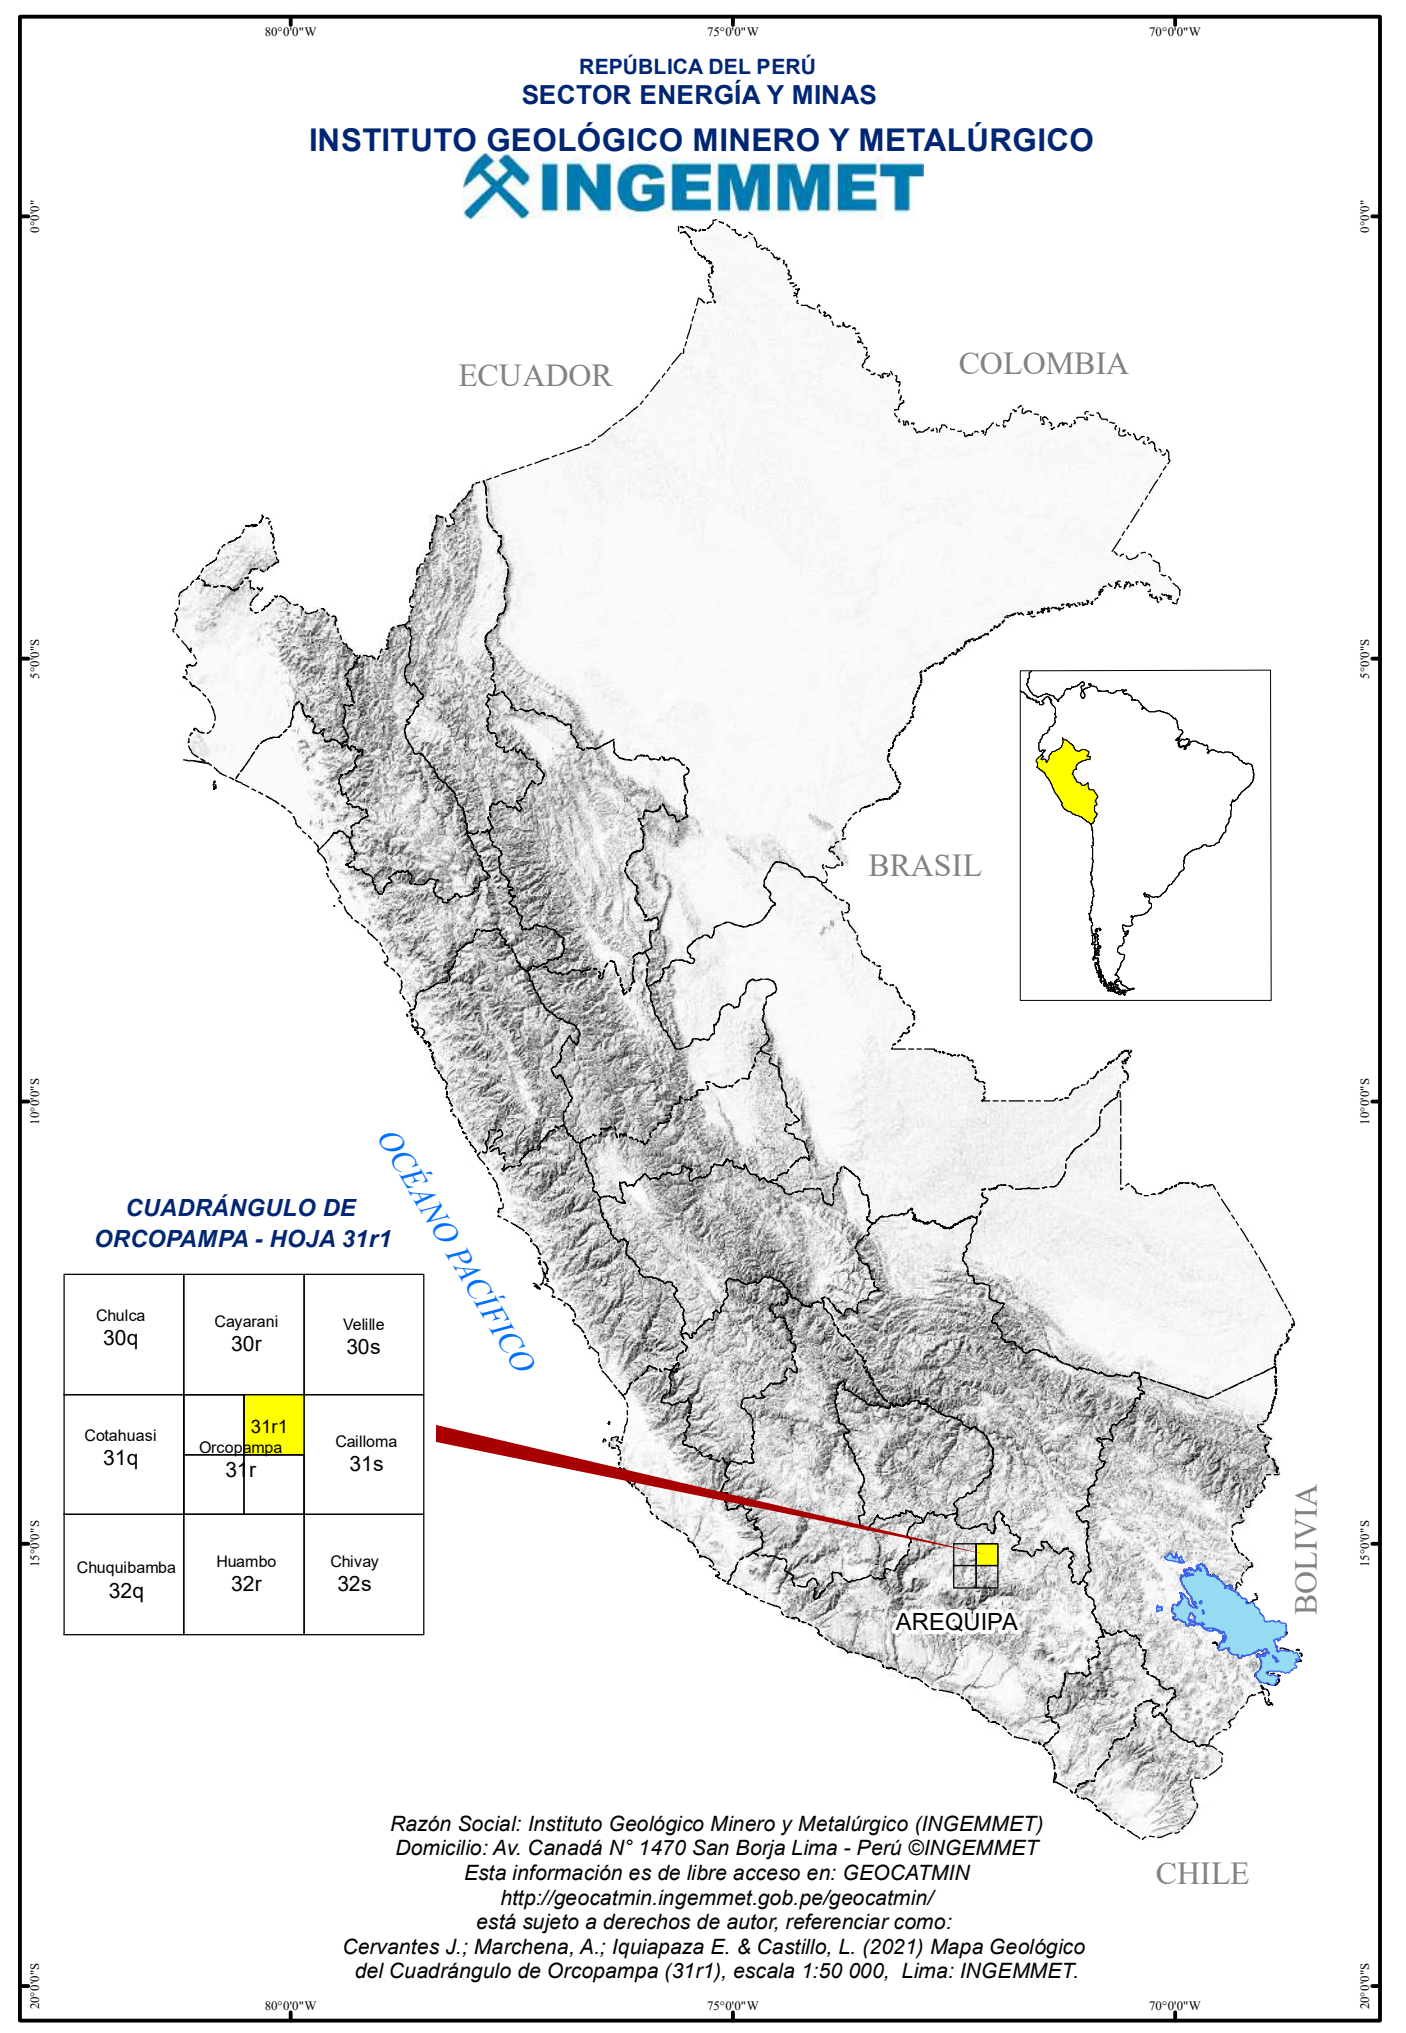 80°0'0"W
75°0'0"W
70°0'0"W
REPÚBLICA DEL PERÚ
SECTOR ENERGÍA Y MINAS
INSTITUTO GEOLÓGICO MINERO Y METALÚRGICO
INGEMMET
0°0'0"
0°0'0"
ECUADOR
COLOMBIA
5°0'0"S
5°0'0"S
BRASIL
10°0'0"S
10°0'0"S
OCÉANO PACÍFICO
CUADRÁNGULO DE
ORCOPAMPA - HOJA 31r1
Chulca
30q
Cayarani
30r
Velille
30s
Cotahuasi
31q
31r1
Orcopampa
31r
Cailloma
31s
Chuquibamba
32q
Huambo
32r
Chivay
32s
15°0'0"S
15°0'0"S
BOLIVIA
AREQUIPA
CHILE
Razón Social: Instituto Geológico Minero y Metalúrgico (INGEMMET)
Domicilio: Av. Canadá N° 1470 San Borja Lima - Perú ©INGEMMET
Esta información es de libre acceso en: GEOCATMIN
http://geocatmin.ingemmet.gob.pe/geocatmin/
está sujeto a derechos de autor, referenciar como:
Cervantes J.; Marchena, A.; Iquiapaza E. & Castillo, L. (2021) Mapa Geológico
del Cuadrángulo de Orcopampa (31r1), escala 1:50 000, Lima: INGEMMET.
20°0'0"S
20°0'0"S
80°0'0"W
75°0'0"W
70°0'0"W